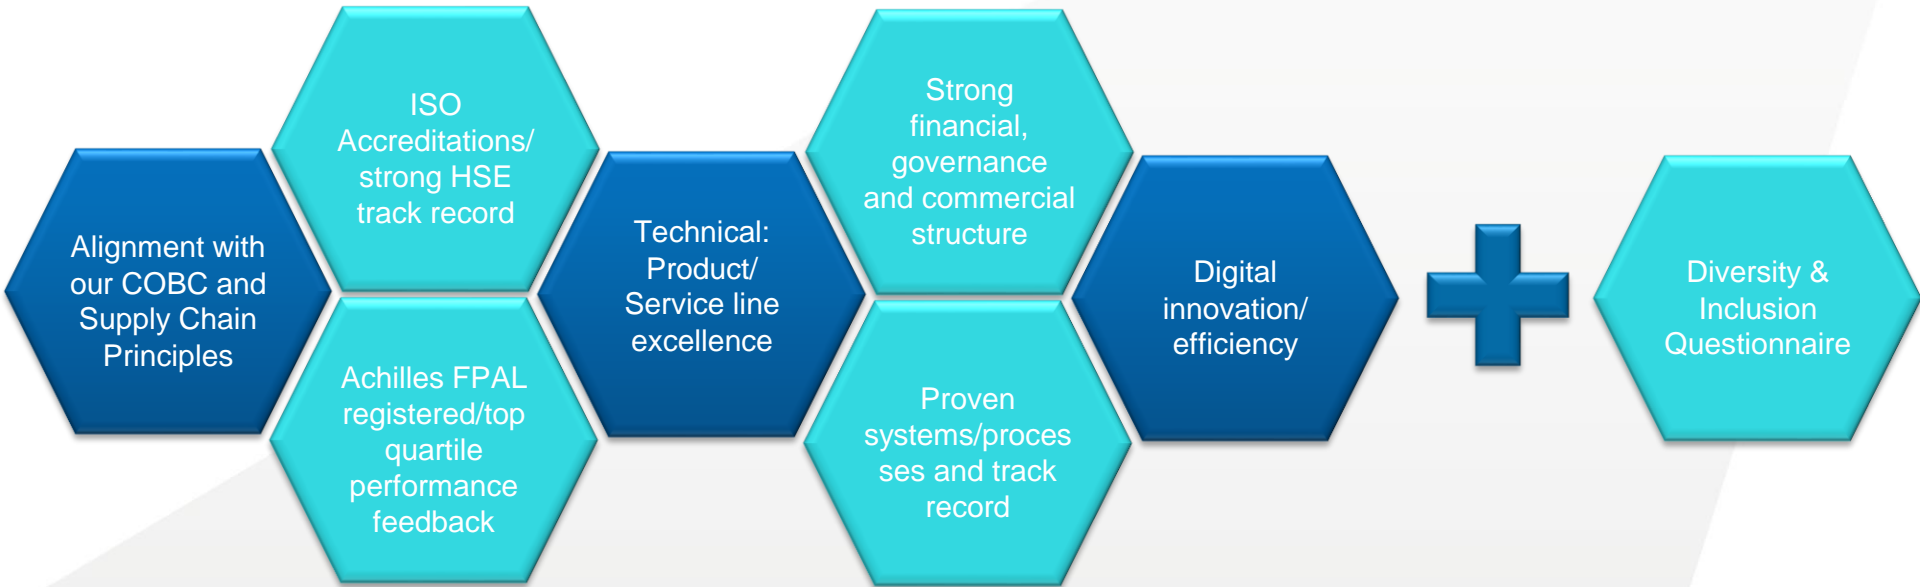 Alignment with
our COBC and
Supply Chain
Principles
ISO
Accreditations/
strong HSE
track record
Achilles FPAL
registered/top
quartile
performance
feedback
Technical:
Product/
Service line
excellence
Strong
financial,
governance
and commercial
structure
Proven
systems/proces
ses and track
record
Digital
innovation/
efficiency
Diversity &
Inclusion
Questionnaire